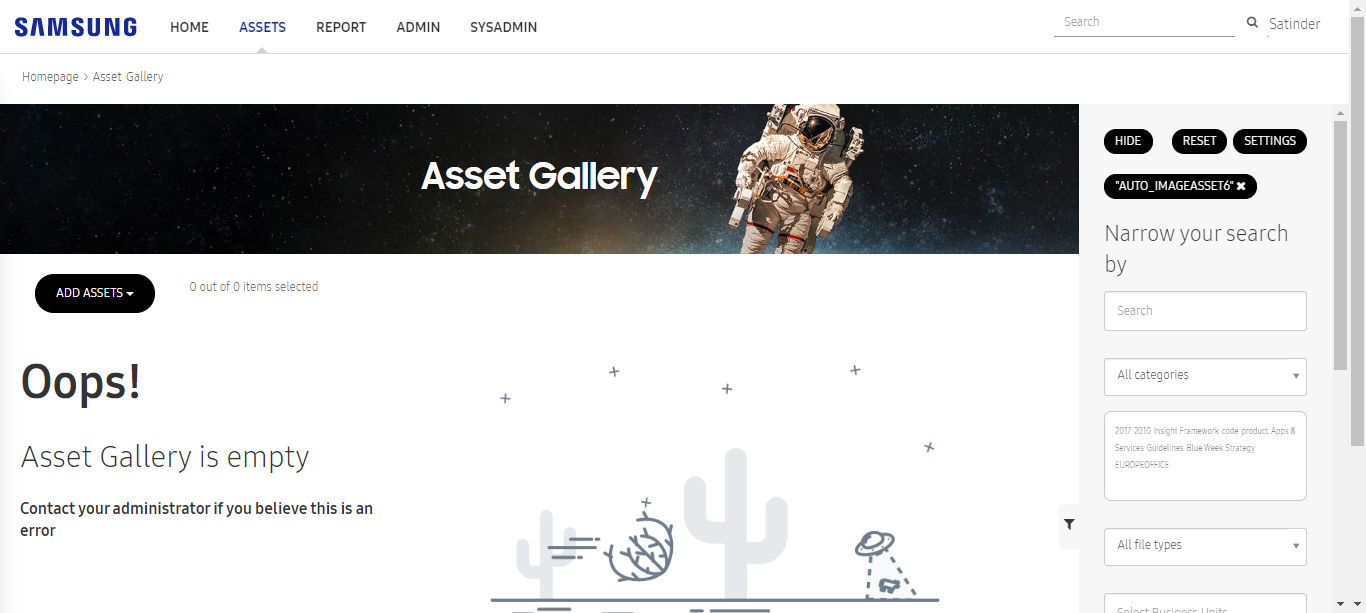 SAMSUNG
HOME ASSETS REPORT ADMIN SYSADMIN
Search
Satinder
Homepage > Asset Gallery
Asset Gallery
ADD ASSETS
0 out of 0 items selected
Oops!
Asset Gallery is empty
Contact your administrator if you believe this is an
error
HIDE RESET SETTINGS
"AUTO_IMAGEASSET6" ✖
Narrow your search
by
Search
All categories
2017 2010 Insight Framework code product Apps &
Services Guidelines Blue Week Strategy
EUROPEOFFICE
All file types
Select Business Units